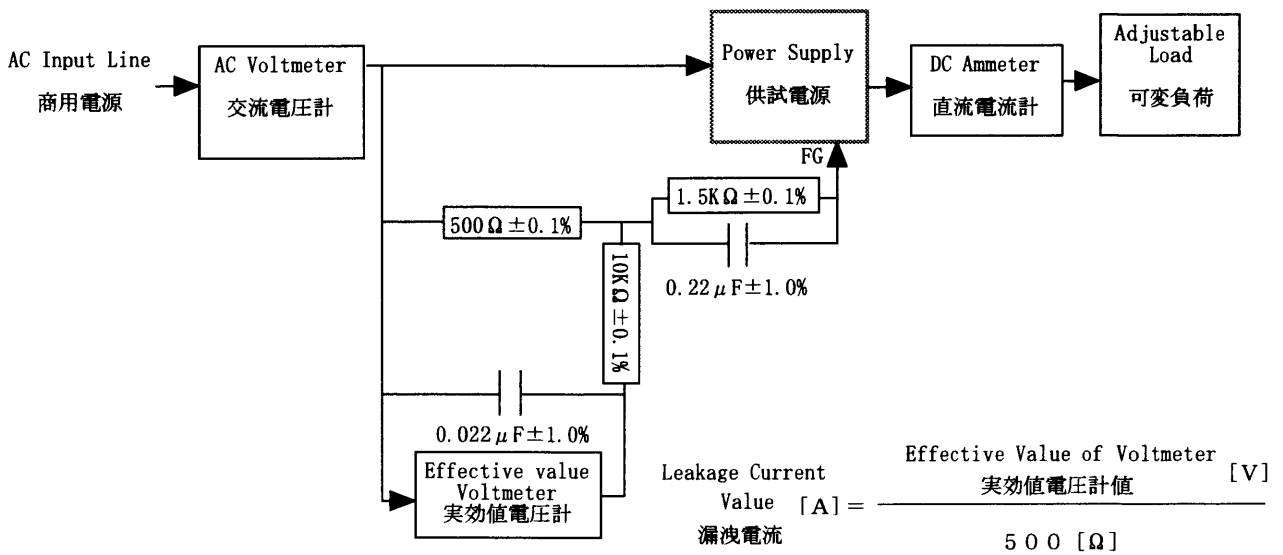 AC Input Line
商用電源
AC Voltmeter
交流電圧計
Power Supply
供試電源
DC Ammeter
直流電流計
Adjustable
Load
可変負荷
FG
1.5KΩ±0.1%
500Ω±0.1%
0.22μF±1.0%
10KΩ±0.1%
0.022μF±1.0%
Effective value
Voltmeter
実効値電圧計
Leakage Current
Value [A]=
漏洩電流
Effective Value of Voltmeter
実効値電圧計値 [V]
500 [Ω]